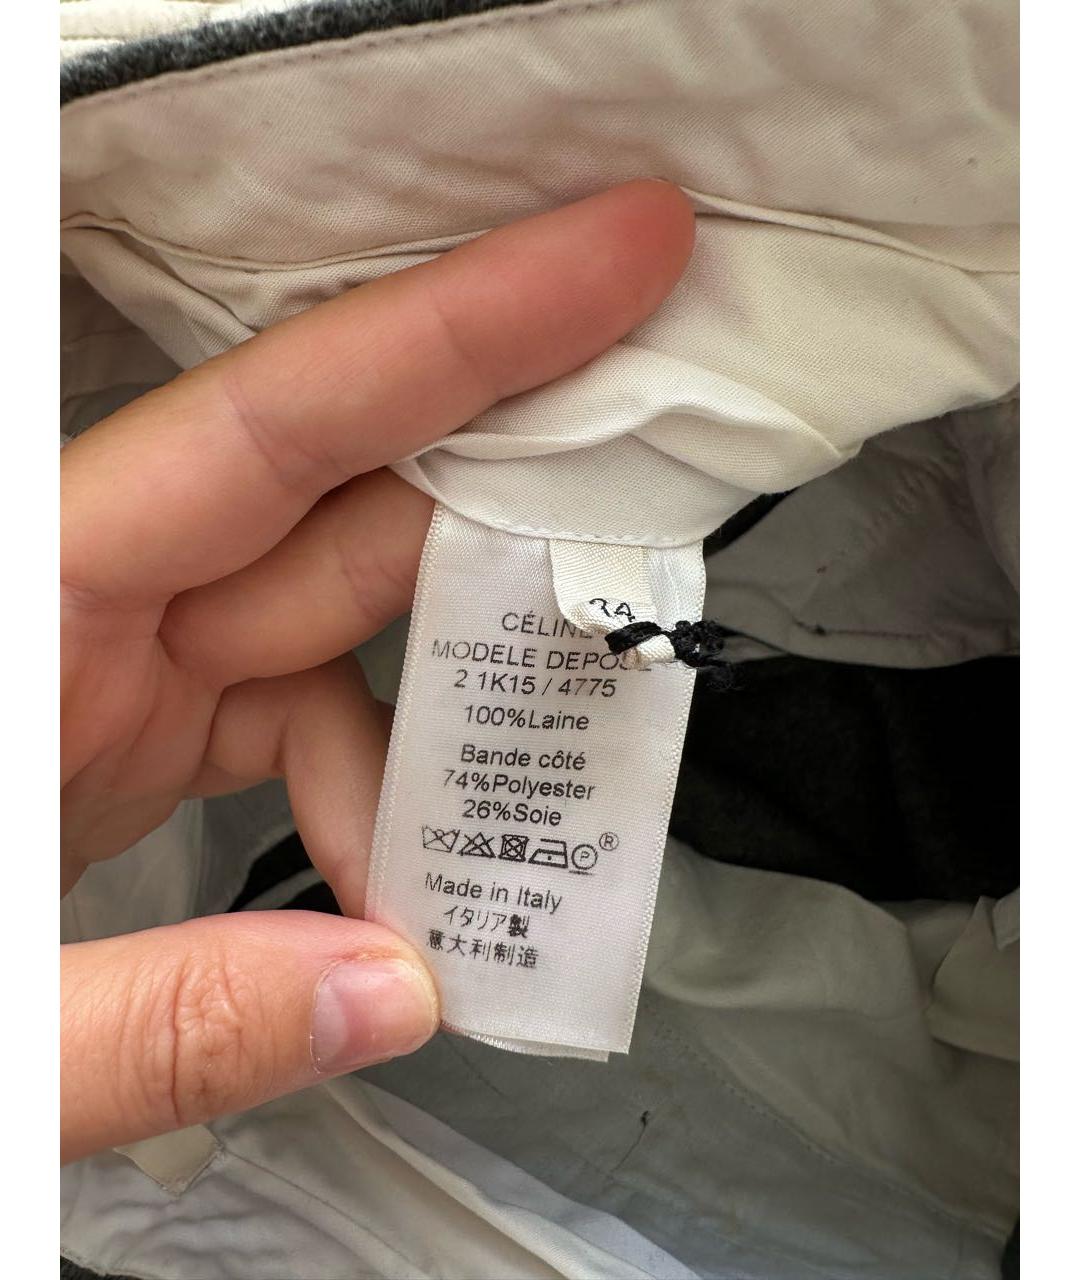 34
CÉLINE
MODELE DEPOSE
2 1K15 / 4775
100%Laine
Bande côté
74%Polyester
26%Soie
P ®
Made in Italy
イタリア製
意大利制造